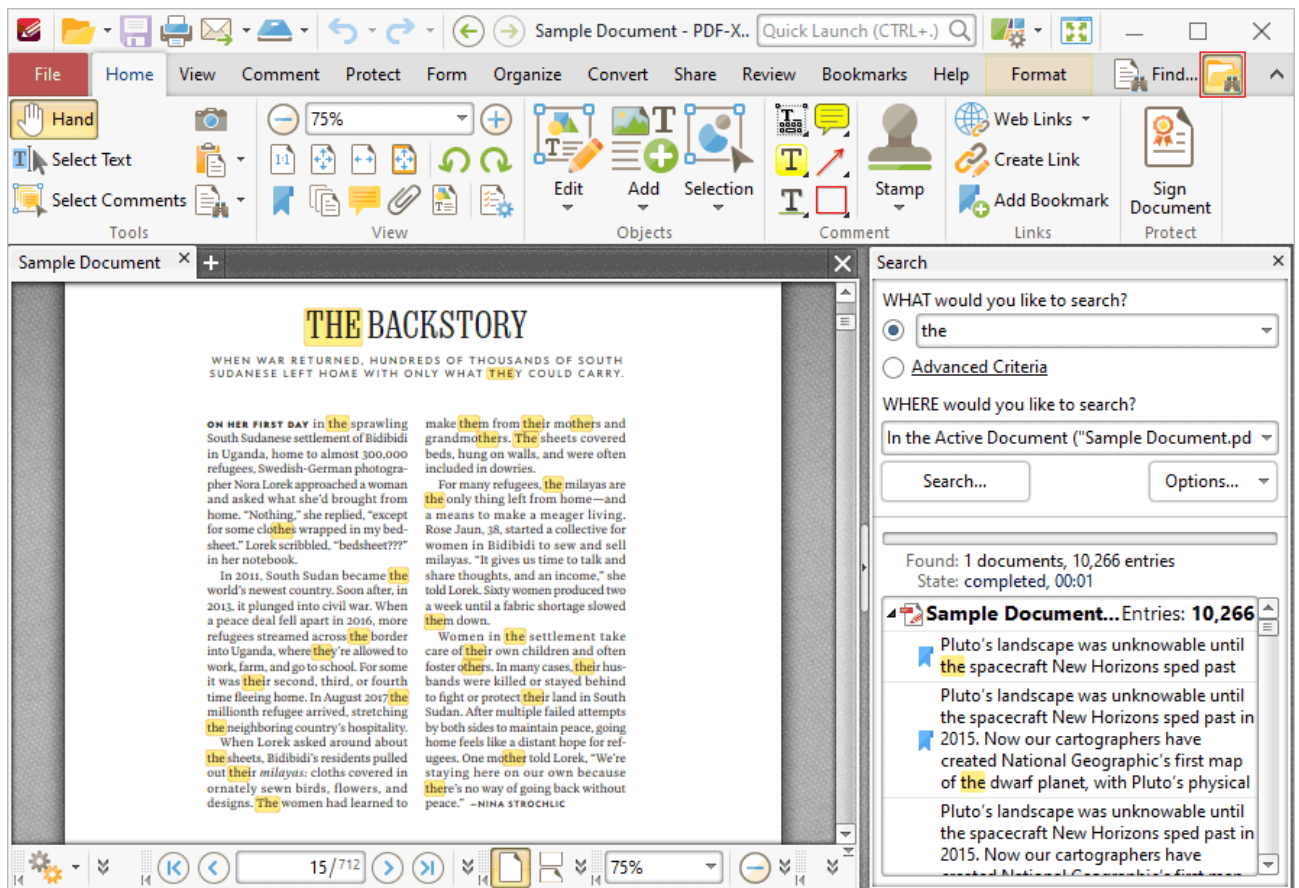 Sample Document - PDF-X..
Quick Launch (CTRL+.)
File
Home
View
Comment
Protect
Form
Organize
Convert
Share
Review
Bookmarks
Help
Format
Find...
Hand
Select Text
Select Comments
Tools
75%
1:1
View
Edit
Add
Selection
Objects
Stamp
Comment
Web Links
Create Link
Add Bookmark
Links
Sign
Document
Protect
Sample Document
THE BACKSTORY
WHEN WAR RETURNED, HUNDREDS OF THOUSANDS OF SOUTH
SUDANESE LEFT HOME WITH ONLY WHAT THEY COULD CARRY.
ON HER FIRST DAY in the sprawling
South Sudanese settlement of Bidibidi
in Uganda, home to almost 300,000
refugees, Swedish-German photogra-
pher Nora Lorek approached a woman
and asked what she'd brought from
home. “Nothing,” she replied, “except
for some clothes wrapped in my bed-
sheet.” Lorek scribbled, “bedsheet???”
in her notebook.
In 2011, South Sudan became the
world's newest country. Soon after, in
2013, it plunged into civil war. When
a peace deal fell apart in 2016, more
refugees streamed across the border
into Uganda, where they're allowed to
work, farm, and go to school. For some
it was their second, third, or fourth
time fleeing home. In August 2017 the
millionth refugee arrived, stretching
the neighboring country's hospitality.
When Lorek asked around about
the sheets, Bidibidi's residents pulled
out their milayas: cloths covered in
ornately sewn birds, flowers, and
designs. The women had learned to
make them from their mothers and
grandmothers. The sheets covered
beds, hung on walls, and were often
included in dowries.
For many refugees, the milayas are
the only thing left from home—and
a means to make a meager living.
Rose Jaun, 38, started a collective for
women in Bidibidi to sew and sell
milayas. “It gives us time to talk and
share thoughts, and an income,” she
told Lorek. Sixty women produced two
a week until a fabric shortage slowed
them down.
Women in the settlement take
care of their own children and often
foster others. In many cases, their hus-
bands were killed or stayed behind
to fight or protect their land in South
Sudan. After multiple failed attempts
by both sides to maintain peace, going
home feels like a distant hope for ref-
ugees. One mother told Lorek, “We're
staying here on our own because
there's no way of going back without
peace.” –NINA STROCHLIC
15/712
75%
Search
WHAT would you like to search?
the
Advanced Criteria
WHERE would you like to search?
In the Active Document ("Sample Document.pd
Search...
Options...
Found: 1 documents, 10,266 entries
State: completed, 00:01
Sample Document... Entries: 10,266
Pluto's landscape was unknowable until
the spacecraft New Horizons sped past
Pluto's landscape was unknowable until
the spacecraft New Horizons sped past in
2015. Now our cartographers have
created National Geographic's first map
of the dwarf planet, with Pluto's physical
Pluto's landscape was unknowable until
the spacecraft New Horizons sped past in
2015. Now our cartographers have